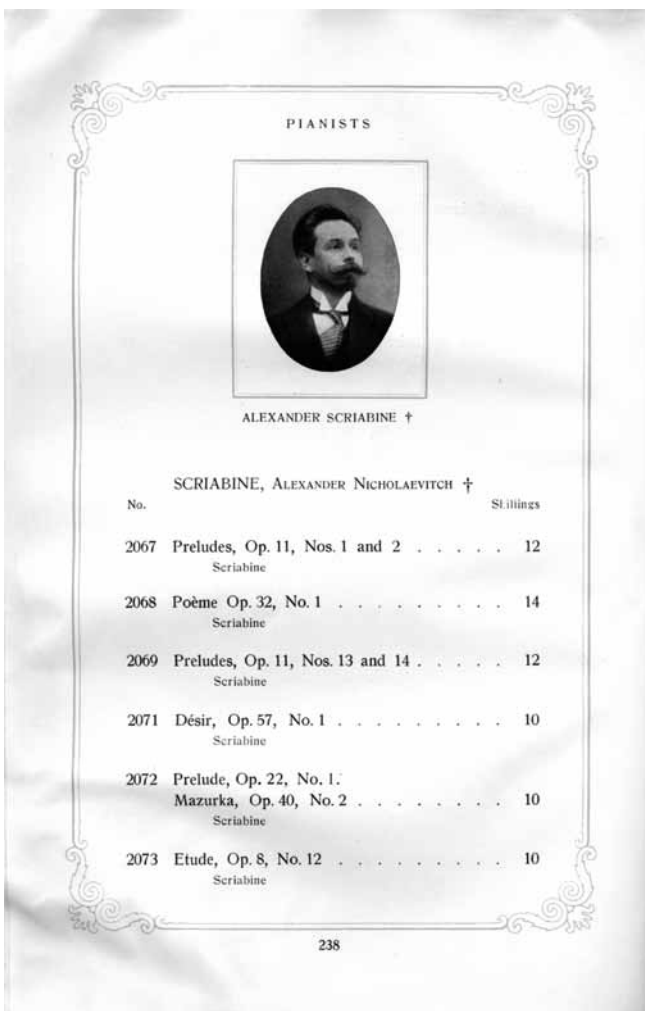 PIANISTS
ALEXANDER SCRIABINE †
SCRIABINE, ALEXANDER NICHOLAEVITCH †
No. Shillings
2067 Preludes, Op. 11, Nos. 1 and 2 . . . . . 12
Scriabine
2068 Poème Op. 32, No. 1 . . . . . . . . . 14
Scriabine
2069 Preludes, Op. 11, Nos. 13 and 14 . . . . . 12
Scriabine
2071 Désir, Op. 57, No. 1 . . . . . . . . . 10
Scriabine
2072 Prelude, Op. 22, No. 1.
Mazurka, Op. 40, No. 2 . . . . . . . . 10
Scriabine
2073 Etude, Op. 8, No. 12 . . . . . . . . . 10
Scriabine
238